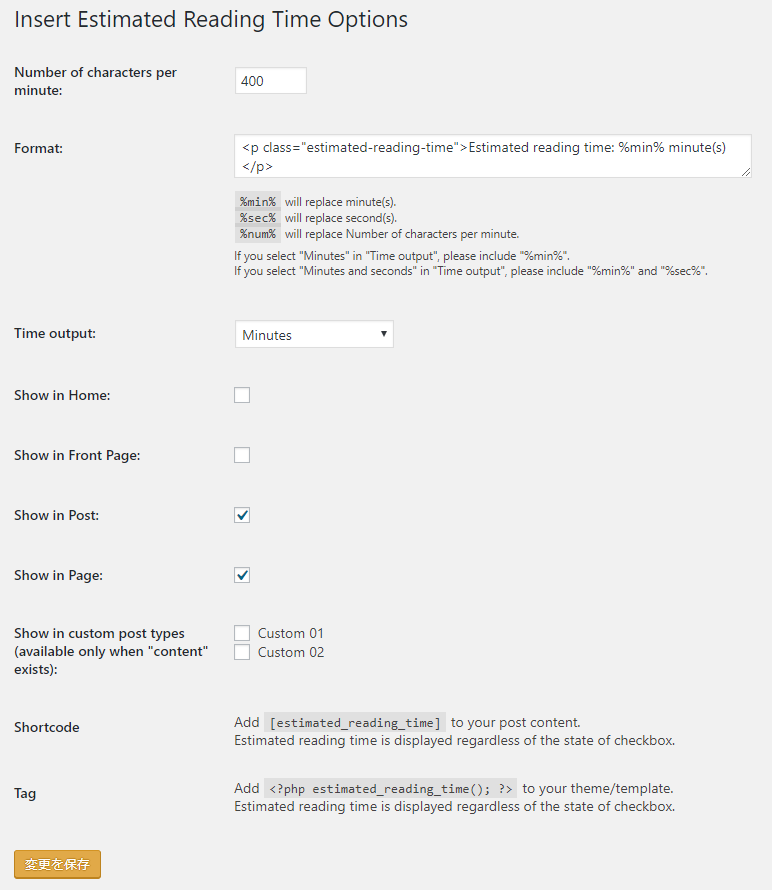 Insert Estimated Reading Time Options
Number of characters per
minute:
400
Format:
<p class="estimated-reading-time">Estimated reading time: %min% minute(s)
</p>
%min% will replace minute(s).
%sec% will replace second(s).
%num% will replace Number of characters per minute.
If you select "Minutes" in "Time output", please include "%min%".
If you select "Minutes and seconds" in "Time output", please include "%min%" and "%sec%".
Time output:
Minutes
Show in Home:
Show in Front Page:
Show in Post:
Show in Page:
Show in custom post types
(available only when "content"
exists):
Custom 01
Custom 02
Shortcode
Add [estimated_reading_time] to your post content.
Estimated reading time is displayed regardless of the state of checkbox.
Tag
Add <?php estimated_reading_time(); ?> to your theme/template.
Estimated reading time is displayed regardless of the state of checkbox.
変更を保存